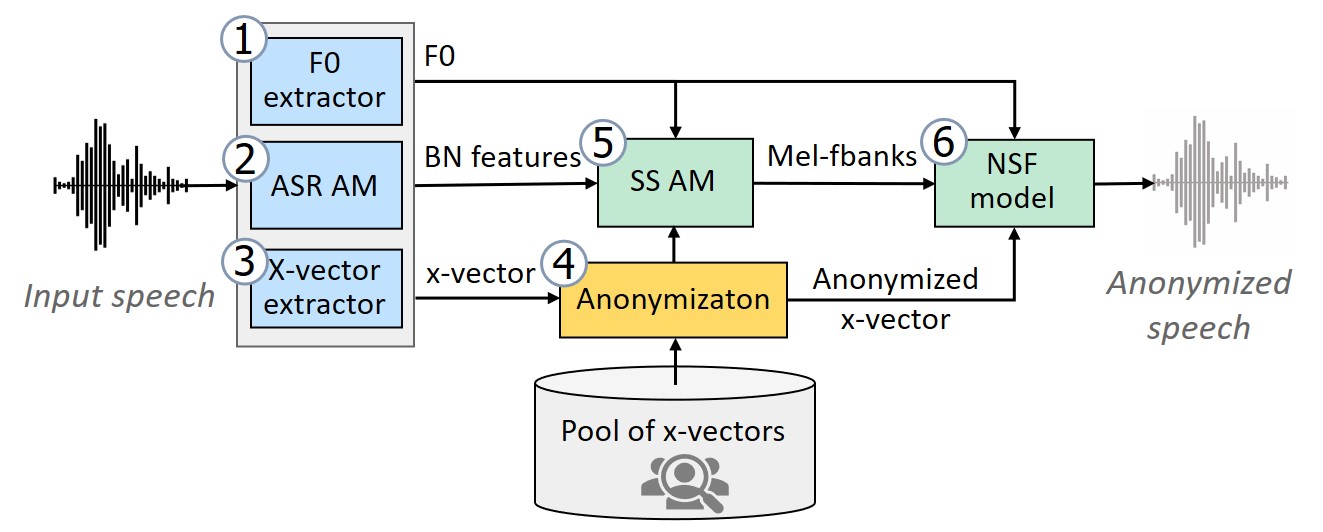 1
F0
extractor
F0
2
ASR AM
BN features
5
SS AM
Mel-fbanks
6
NSF
model
3
X-vector
extractor
x-vector
4
Anonymizaton
Anonymized
x-vector
Input speech
Anonymized
speech
Pool of x-vectors